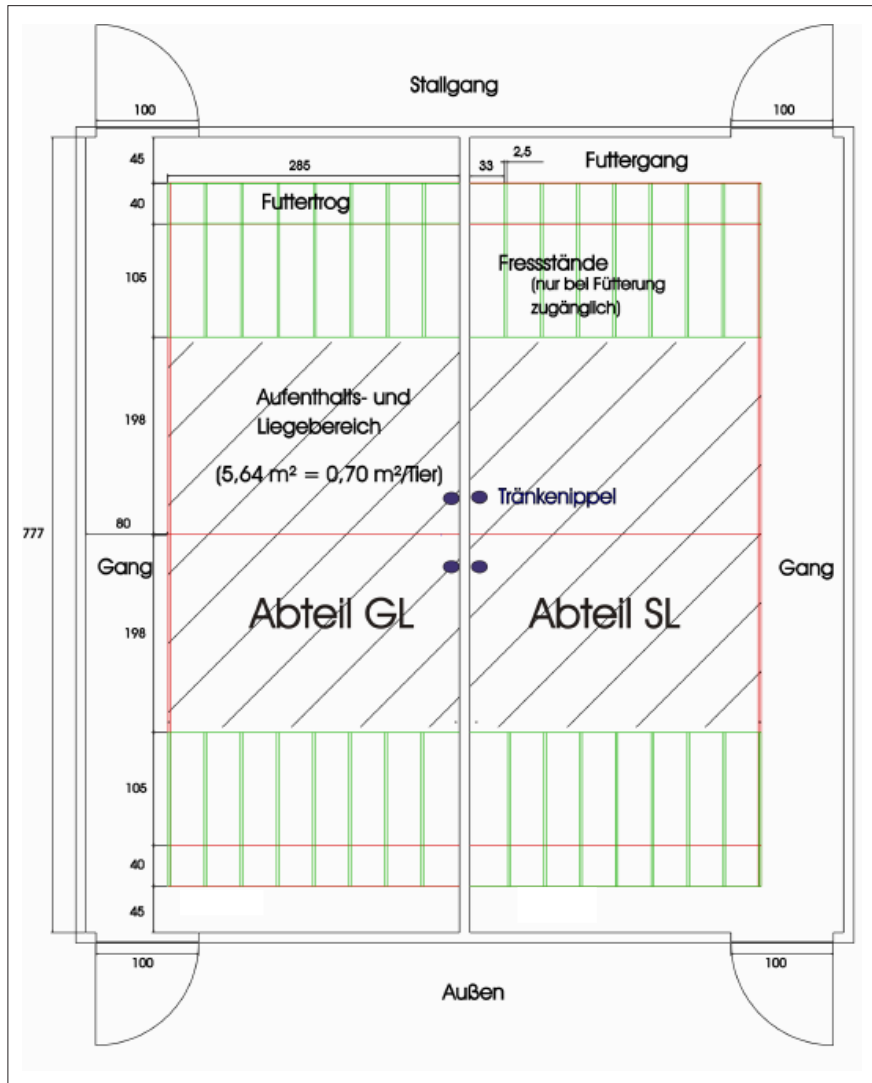 Stallgang
100
100
45
285
33
2,5
Futtergang
40
Futtertrog
105
Fressstände
(nur bei Fütterung
zugänglich)
198
Aufenthalts- und
Liegebereich
(5,64 m² = 0,70 m²/Tier)
Tränkenippel
777
80
Gang
Gang
Abteil GL
Abteil SL
198
105
40
45
100
100
Außen